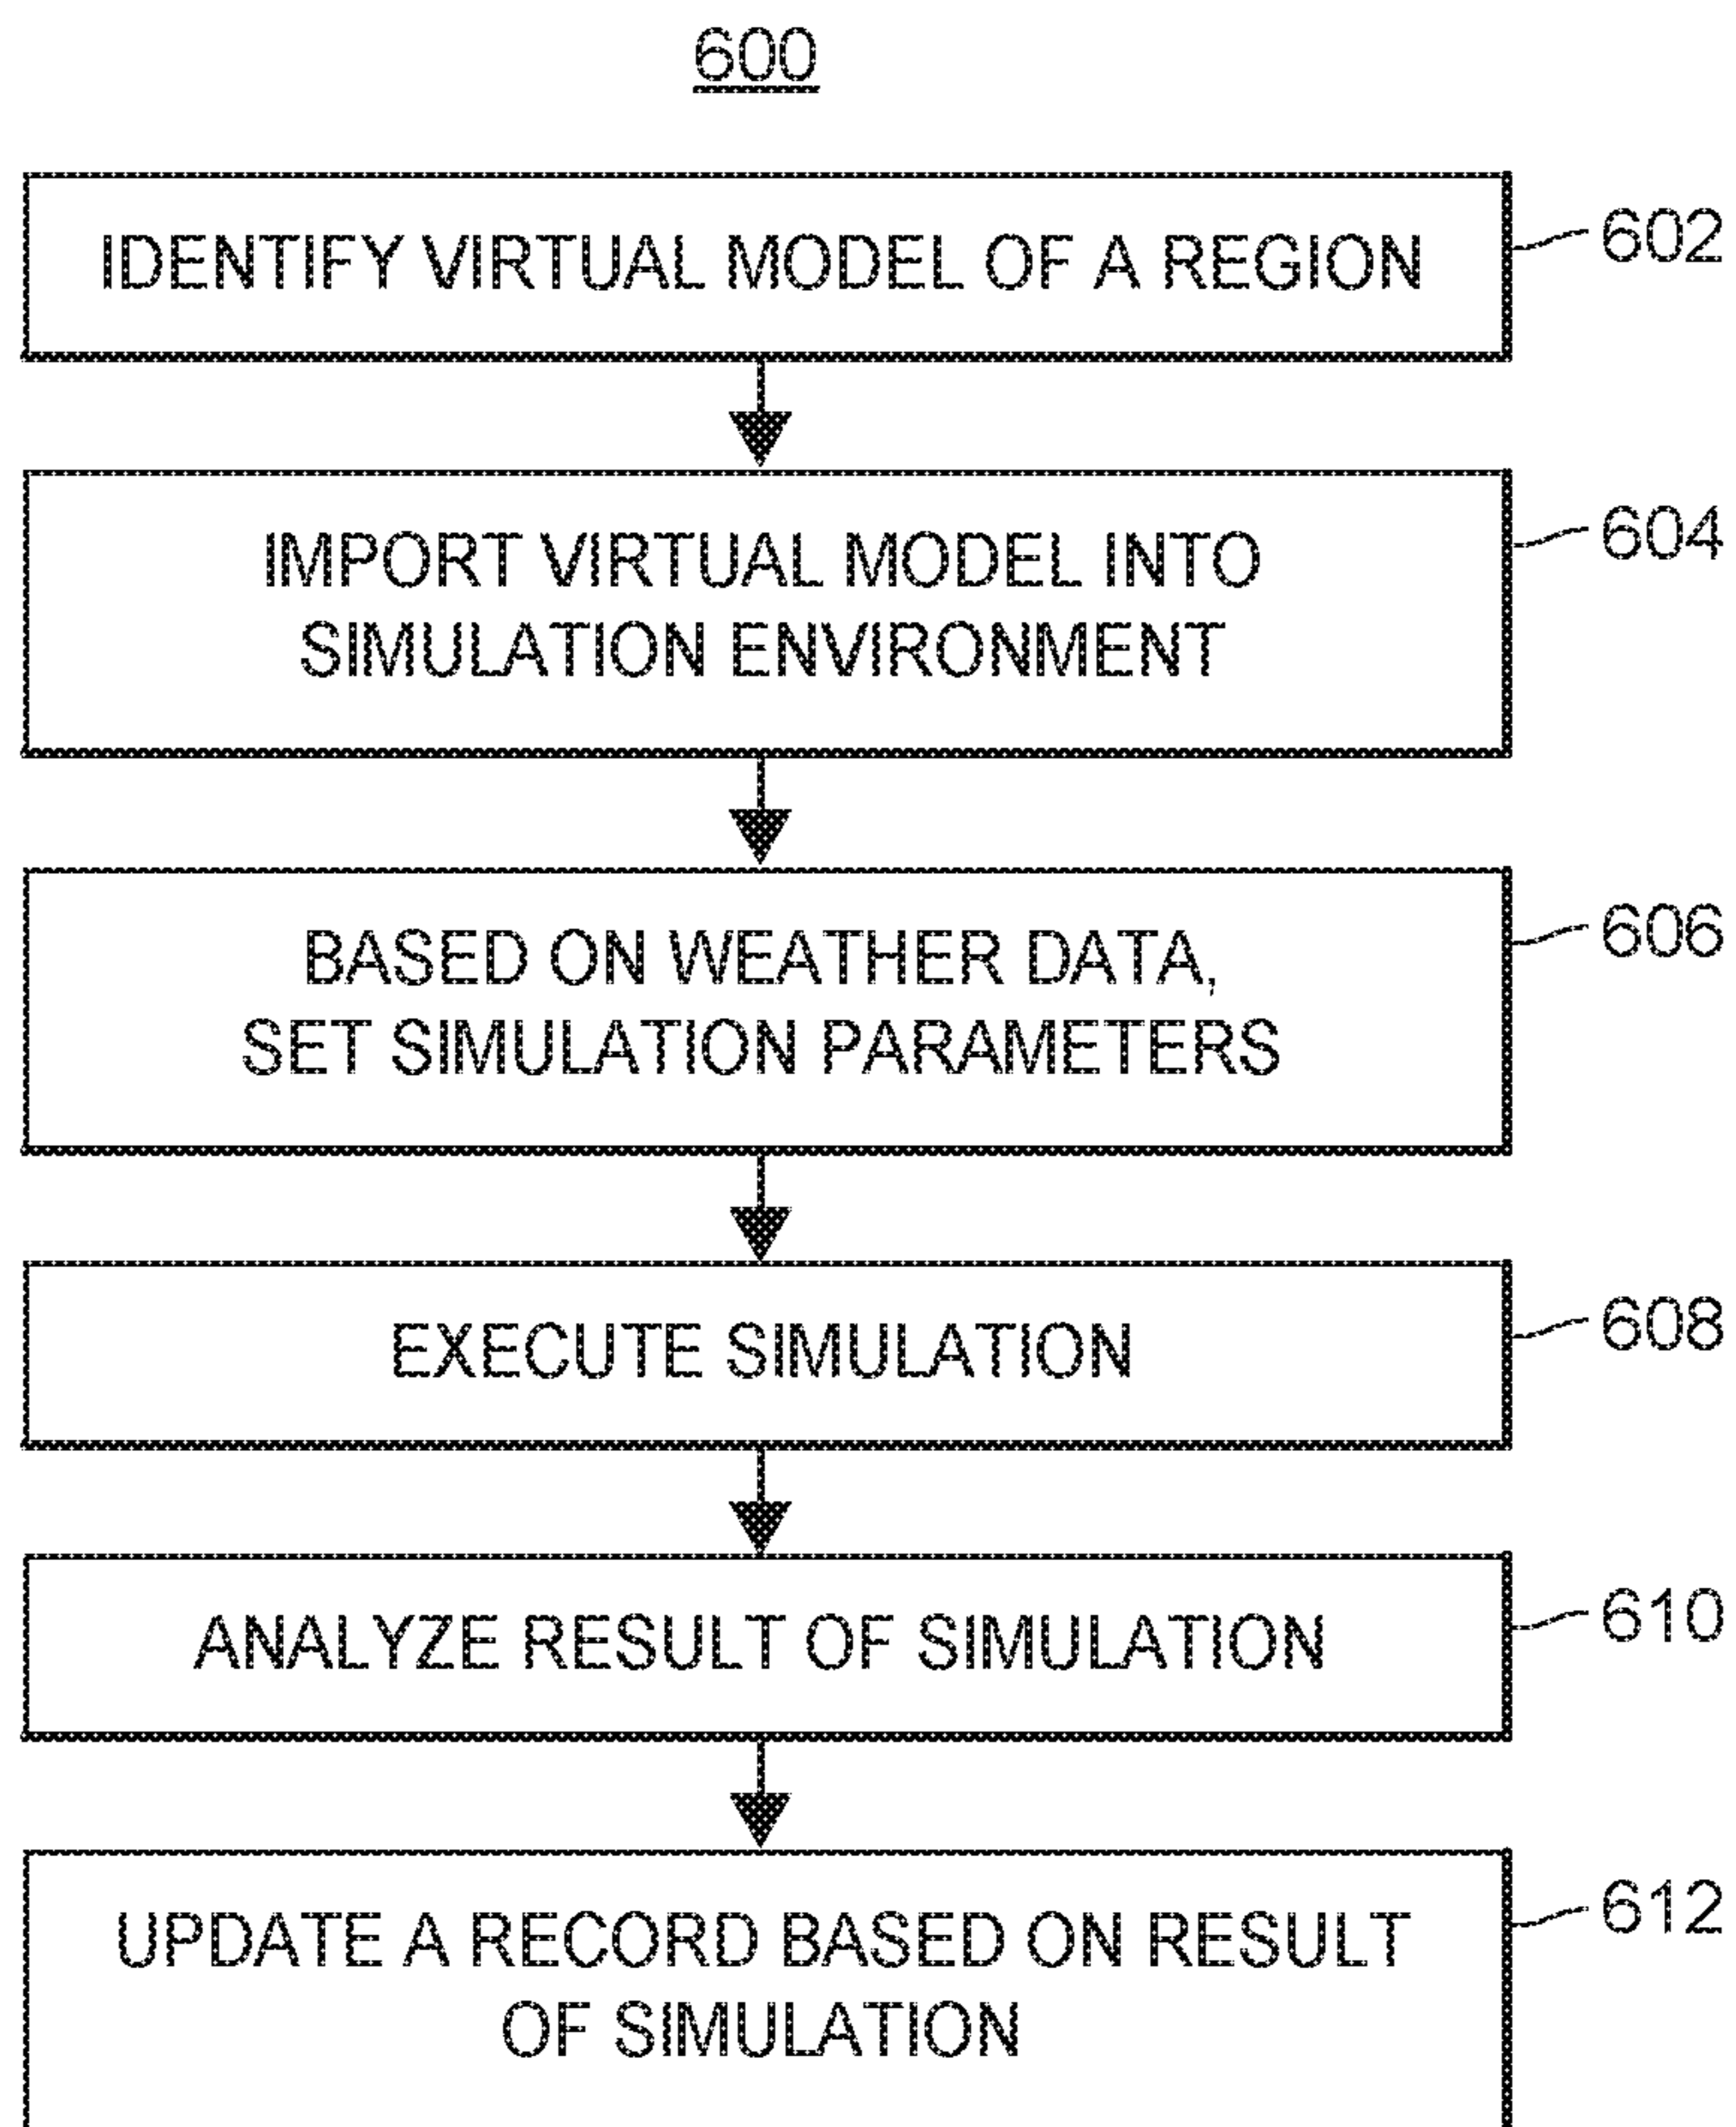 600
IDENTIFY VIRTUAL MODEL OF A REGION
602
IMPORT VIRTUAL MODEL INTO
SIMULATION ENVIRONMENT
604
BASED ON WEATHER DATA,
SET SIMULATION PARAMETERS
606
EXECUTE SIMULATION
608
ANALYZE RESULT OF SIMULATION
610
UPDATE A RECORD BASED ON RESULT
OF SIMULATION
612